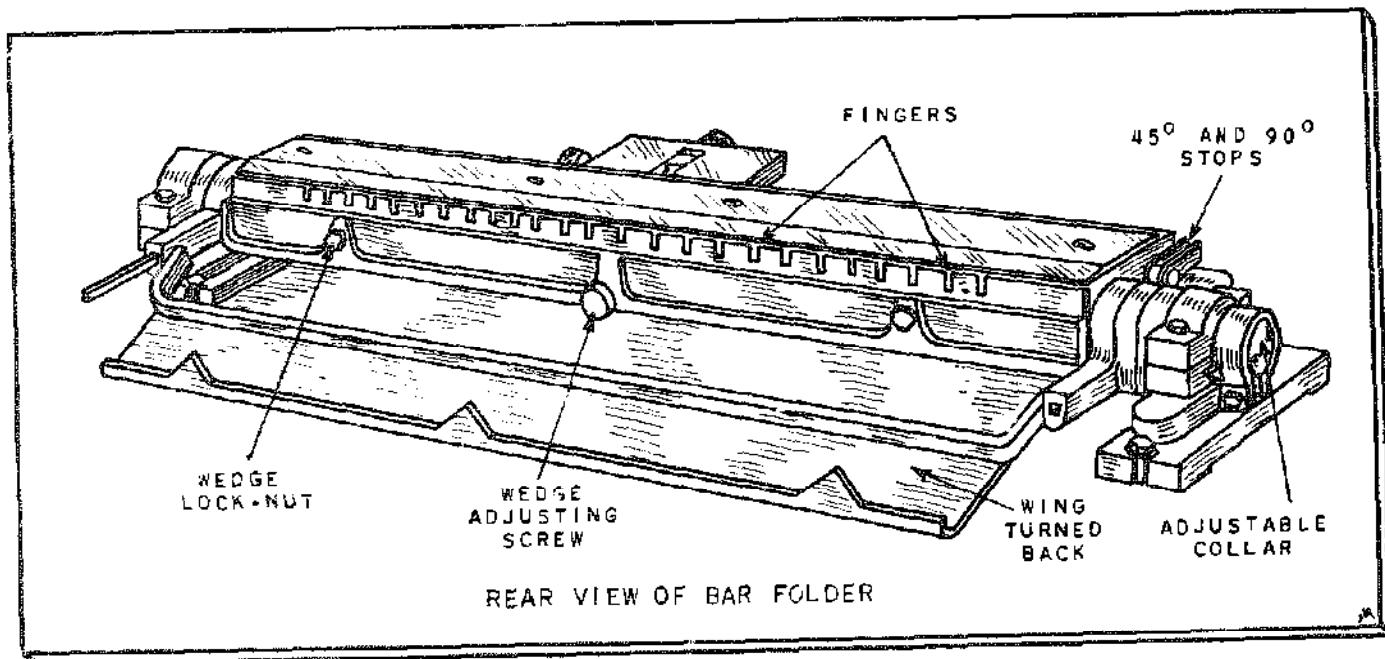 FINGERS
45° AND 90°
STOPS
WEDGE
LOCK-NUT
WEDGE
ADJUSTING
SCREW
WING
TURNED
BACK
ADJUSTABLE
COLLAR
REAR VIEW OF BAR FOLDER